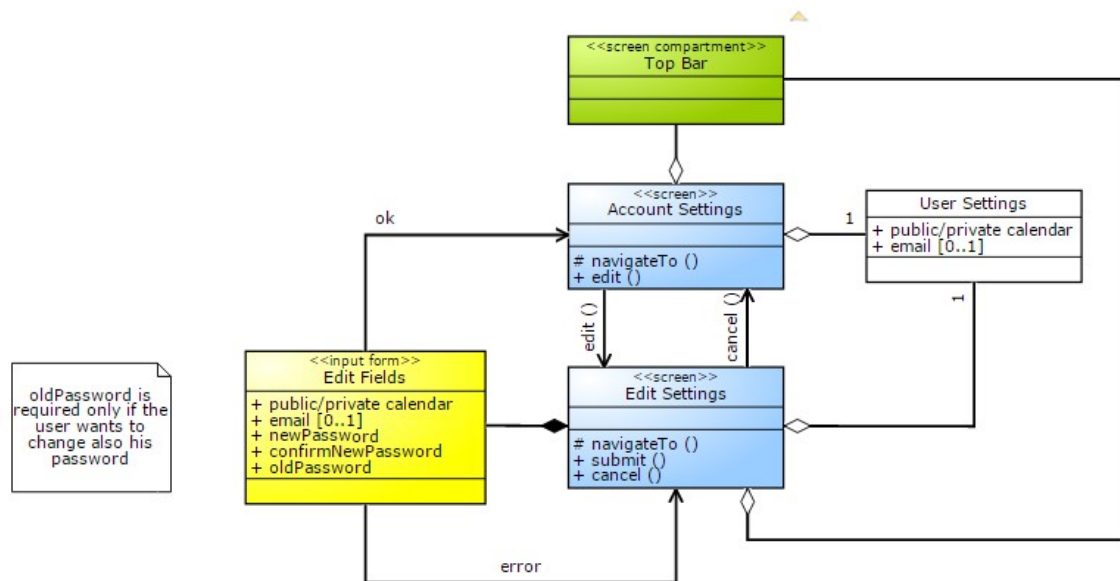 <<screen compartment>>
Top Bar
<<screen>>
Account Settings
# navigateTo ()
+ edit ()
ok
1
User Settings
+ public/private calendar
+ email [0..1]
1
edit ()
cancel ()
<<input form>>
Edit Fields
+ public/private calendar
+ email [0..1]
+ newPassword
+ confirmNewPassword
+ oldPassword
<<screen>>
Edit Settings
# navigateTo ()
+ submit ()
+ cancel ()
oldPassword is
required only if the
user wants to
change also his
password
error